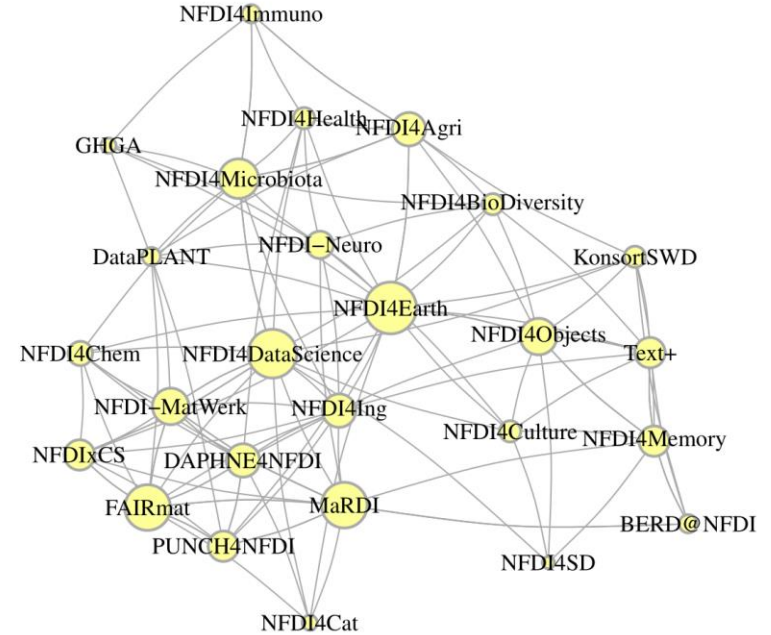 NFDI4Immuno
NFDI4Health
NFDI4Agri
GHGA
NFDI4Microbiota
NFDI4BioDiversity
NFDI–Neuro
DataPLANT
KonsortSWD
NFDI4Earth
NFDI4Objects
NFDI4Chem
NFDI4DataScience
Text+
NFDI–MatWerk
NFDI4Ing
NFDI4Culture
NFDI4Memory
NFDIxCS
DAPHNE4NFDI
FAIRmat
MaRDI
BERD@NFDI
PUNCH4NFDI
NFDI4SD
NFDI4Cat